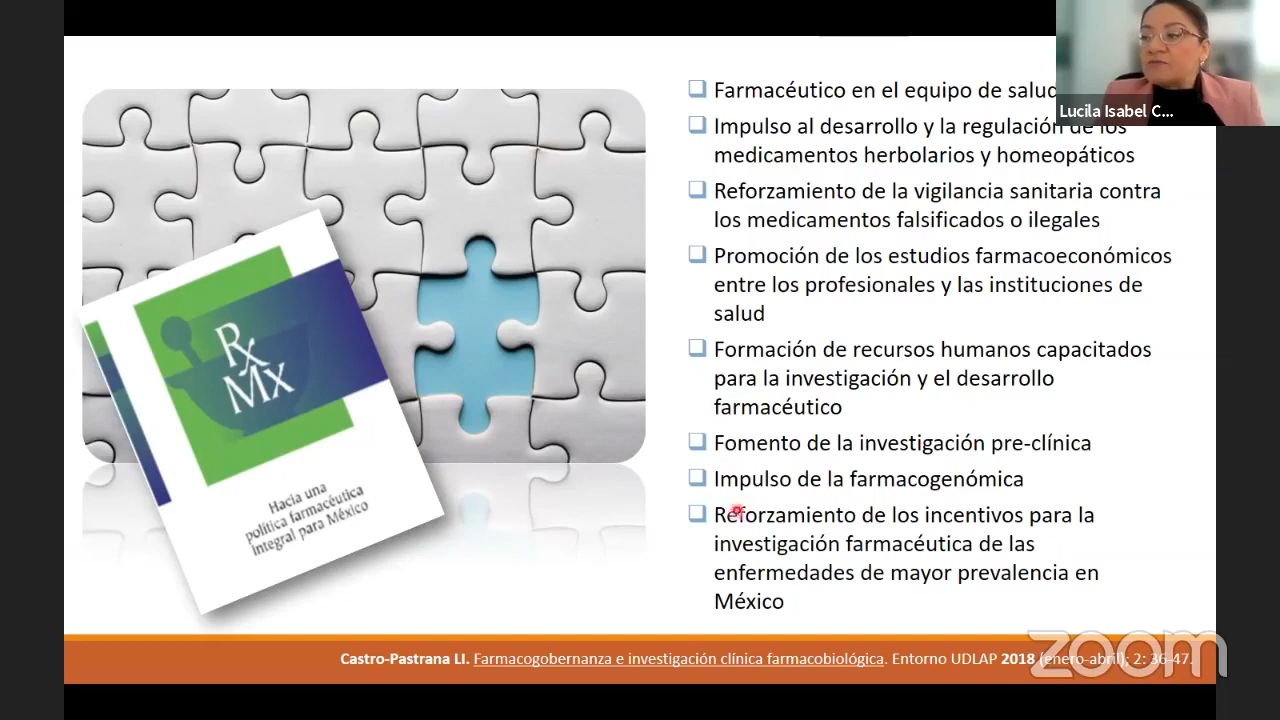 Farmacéutico en el equipo de salud
Impulso al desarrollo y la regulación de los
medicamentos herbolarios y homeopáticos
Reforzamiento de la vigilancia sanitaria contra
los medicamentos falsificados o ilegales
Promoción de los estudios farmacoeconómicos
entre los profesionales y las instituciones de
salud
Formación de recursos humanos capacitados
para la investigación y el desarrollo
farmacéutico
Fomento de la investigación pre-clínica
Impulso de la farmacogenómica
Reforzamiento de los incentivos para la
investigación farmacéutica de las
enfermedades de mayor prevalencia en
México
Rx
Mx
Hacia una
política farmacéutica
integral para México
Lucila Isabel C...
Castro-Pastrana LI. Farmacogobernanza e investigación clínica farmacobiológica. Entorno UDLAP 2018 (enero-abril); 2: 36-47.
zoom